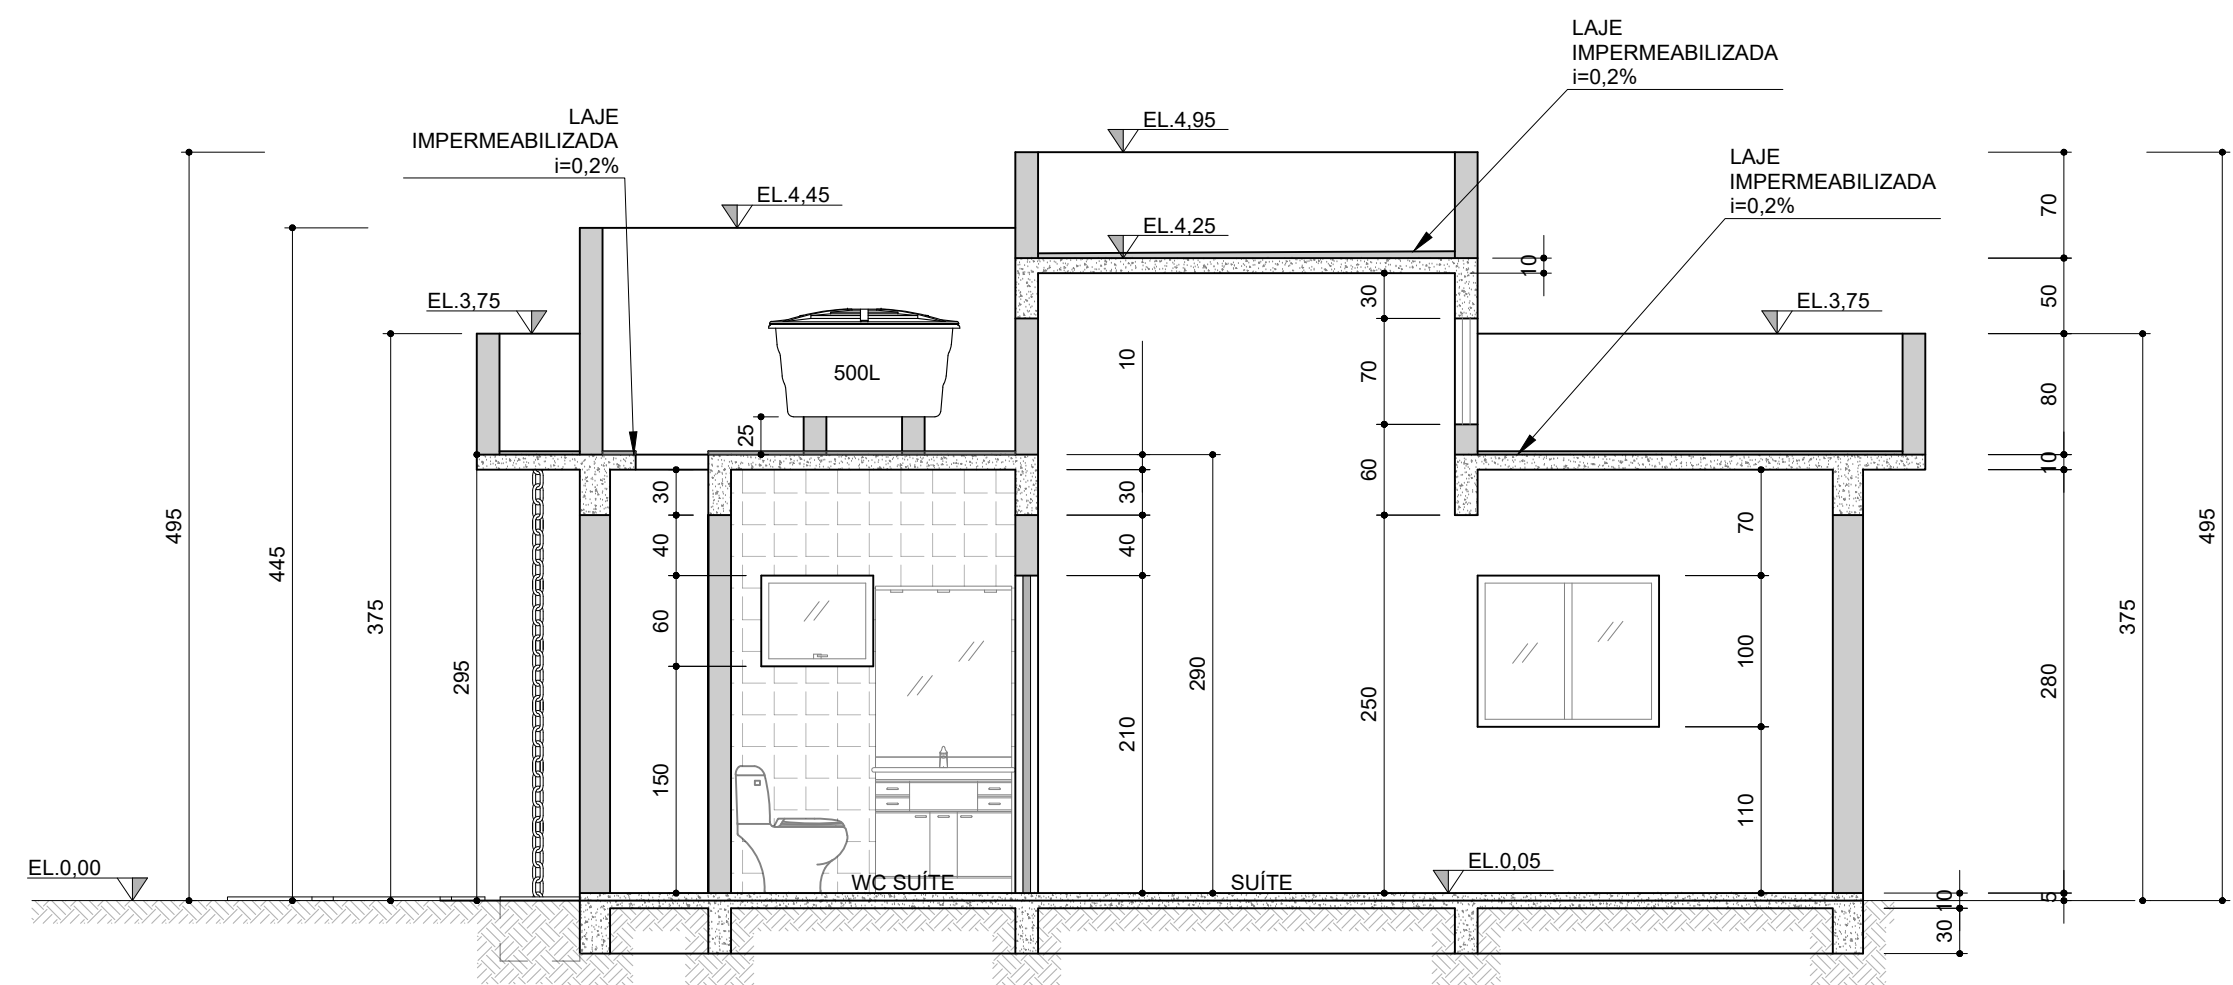 LAJE
IMPERMEABILIZADA
i=0,2%
LAJE
IMPERMEABILIZADA
i=0,2%
LAJE
IMPERMEABILIZADA
i=0,2%
EL.4,95
EL.4,45
EL.4,25
EL.3,75
EL.3,75
500L
25
10
10
30
70
60
250
30
40
60
150
10
30
40
210
290
70
100
110
495
445
375
295
70
50
80
10
280
5
375
495
EL.0,00
WC SUÍTE
SUÍTE
EL.0,05
10
30